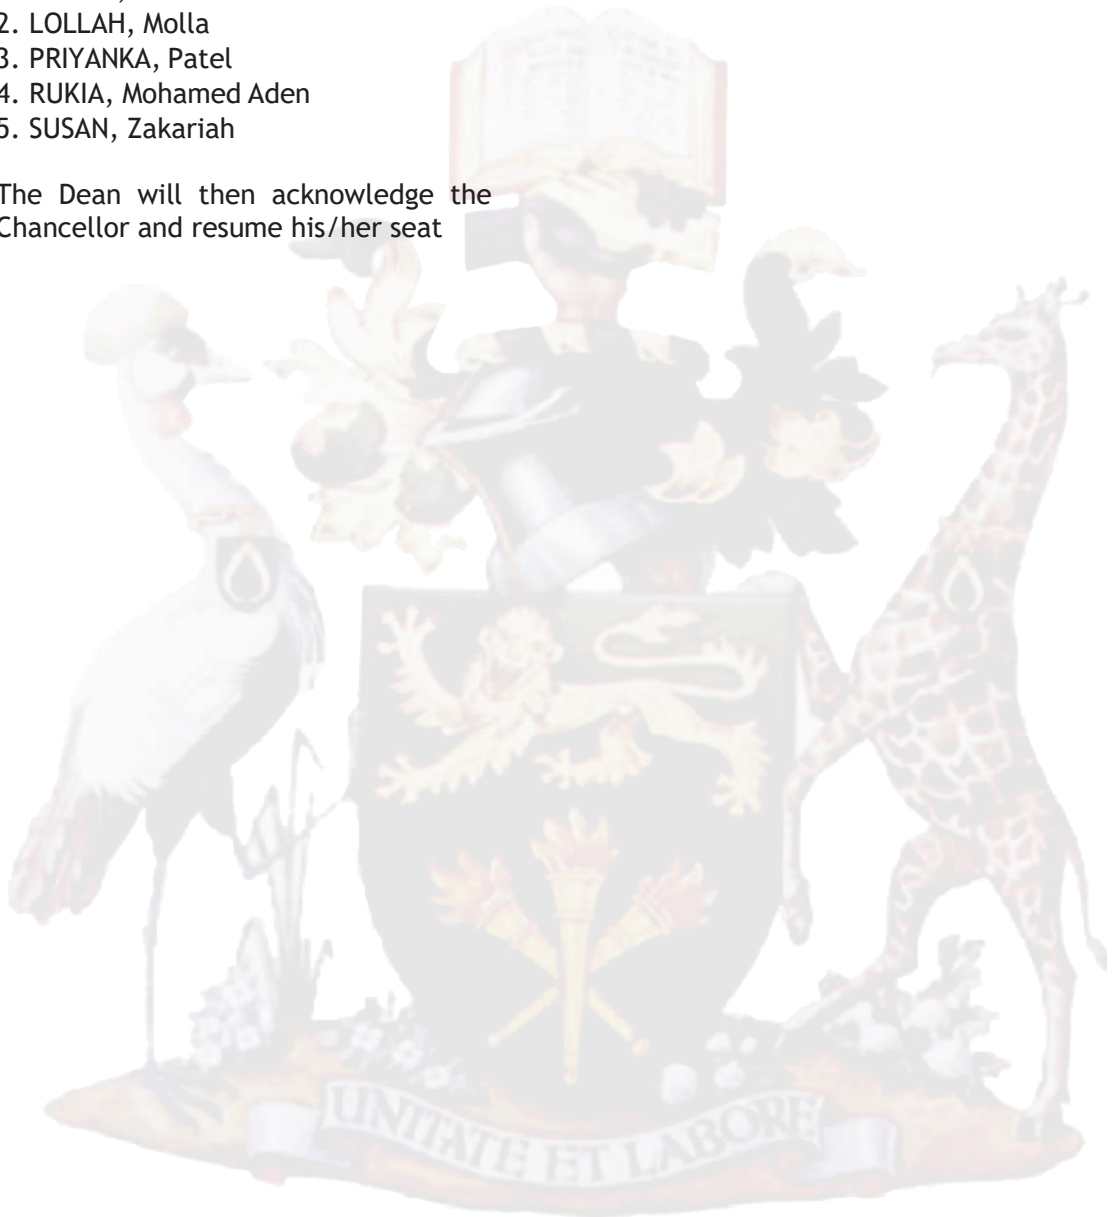 2. LOLLAH, Molla
3. PRIYANKA, Patel
4. RUKIA, Mohamed Aden
5. SUSAN, Zakariah
The Dean will then acknowledge the
Chancellor and resume his/her seat
UNITATE ET LABORE